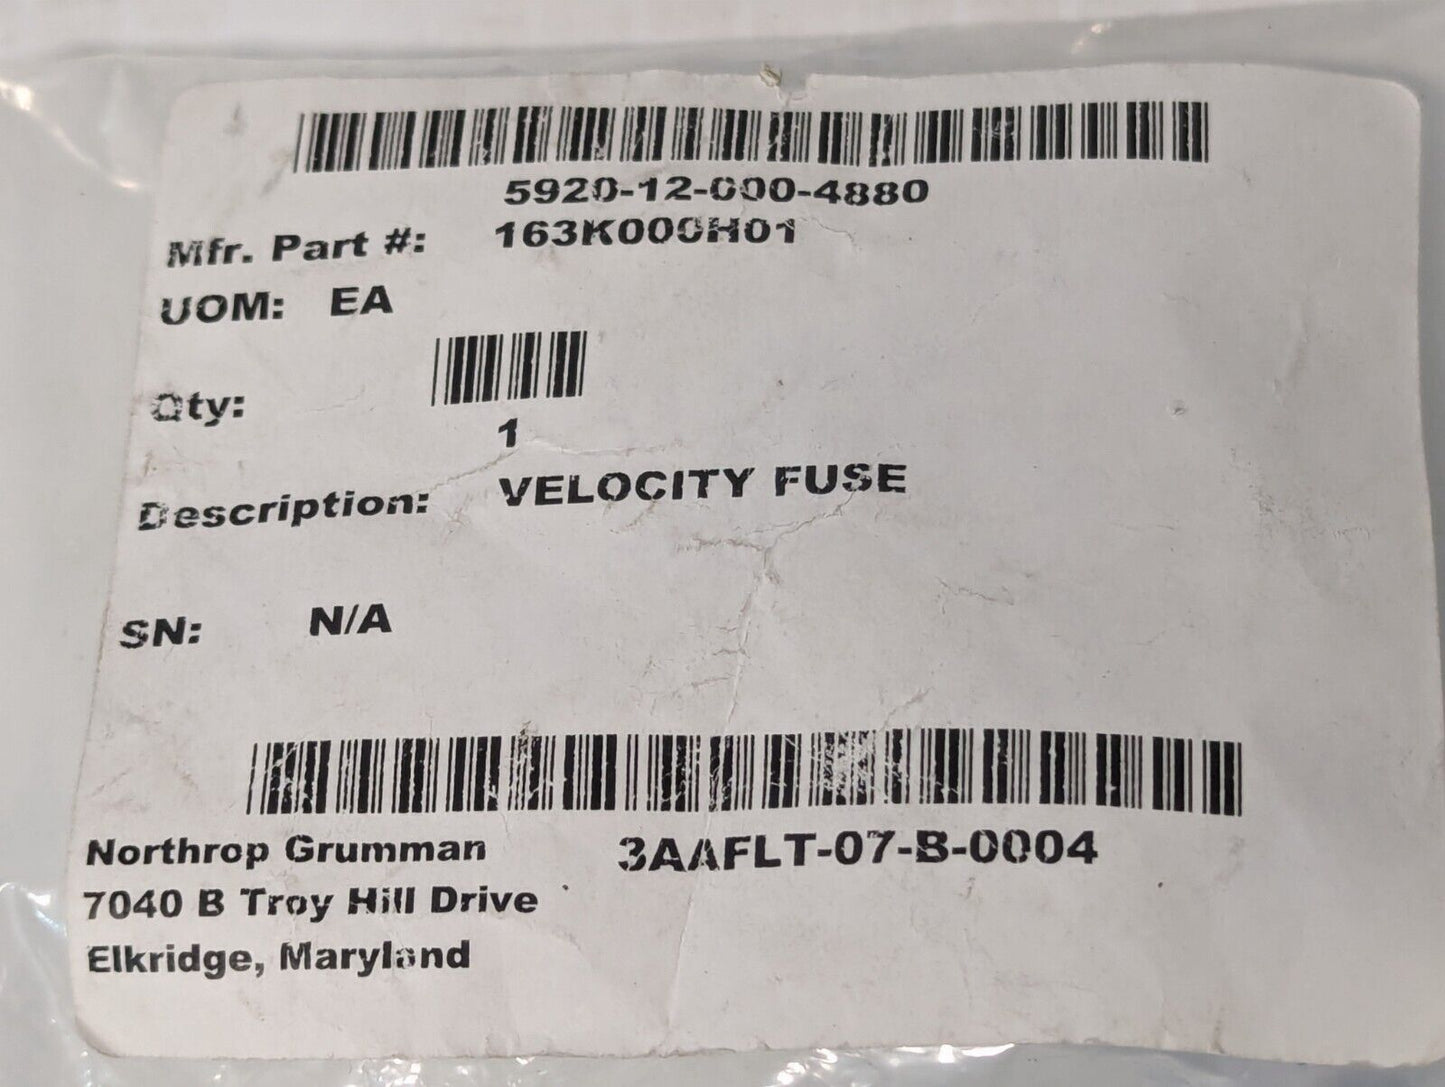 5920-12-000-4880
Mfr. Part #: 163K000H01
UOM: EA
Qty: 1
Description: VELOCITY FUSE
SN: N/A
3AAFLT-07-B-0004
Northrop Grumman
7040 B Troy Hill Drive
Elkridge, Maryland